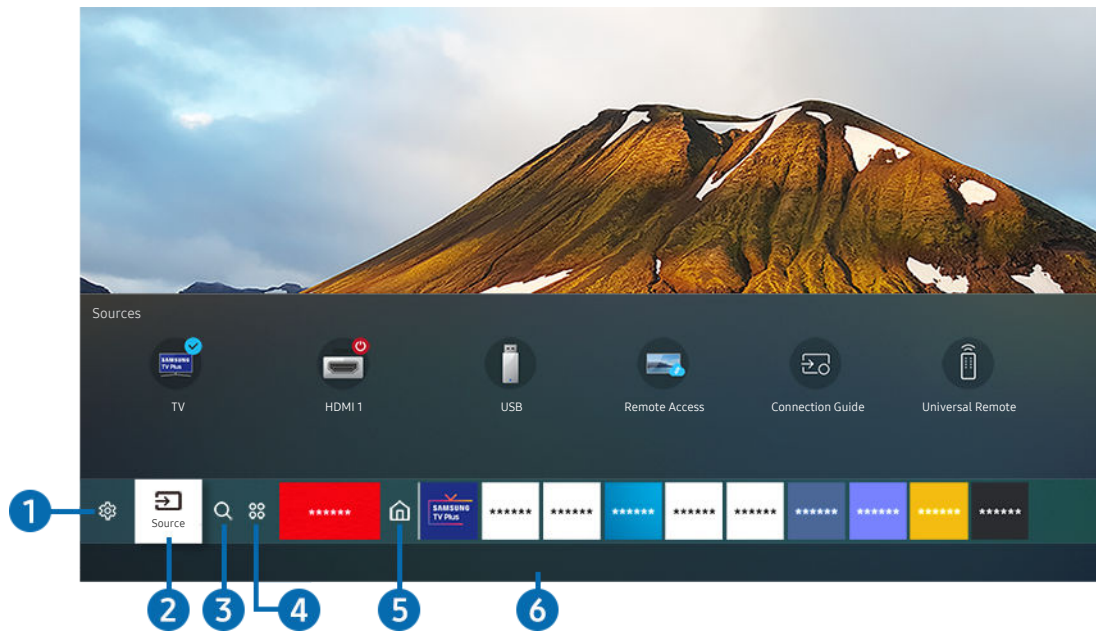 Sources
SAMSUNG
TV Plus
TV
HDMI 1
USB
Remote Access
Connection Guide
Universal Remote
1
Source
******
SAMSUNG
TV Plus
******
******
******
******
******
******
******
******
******
2
3
4
5
6